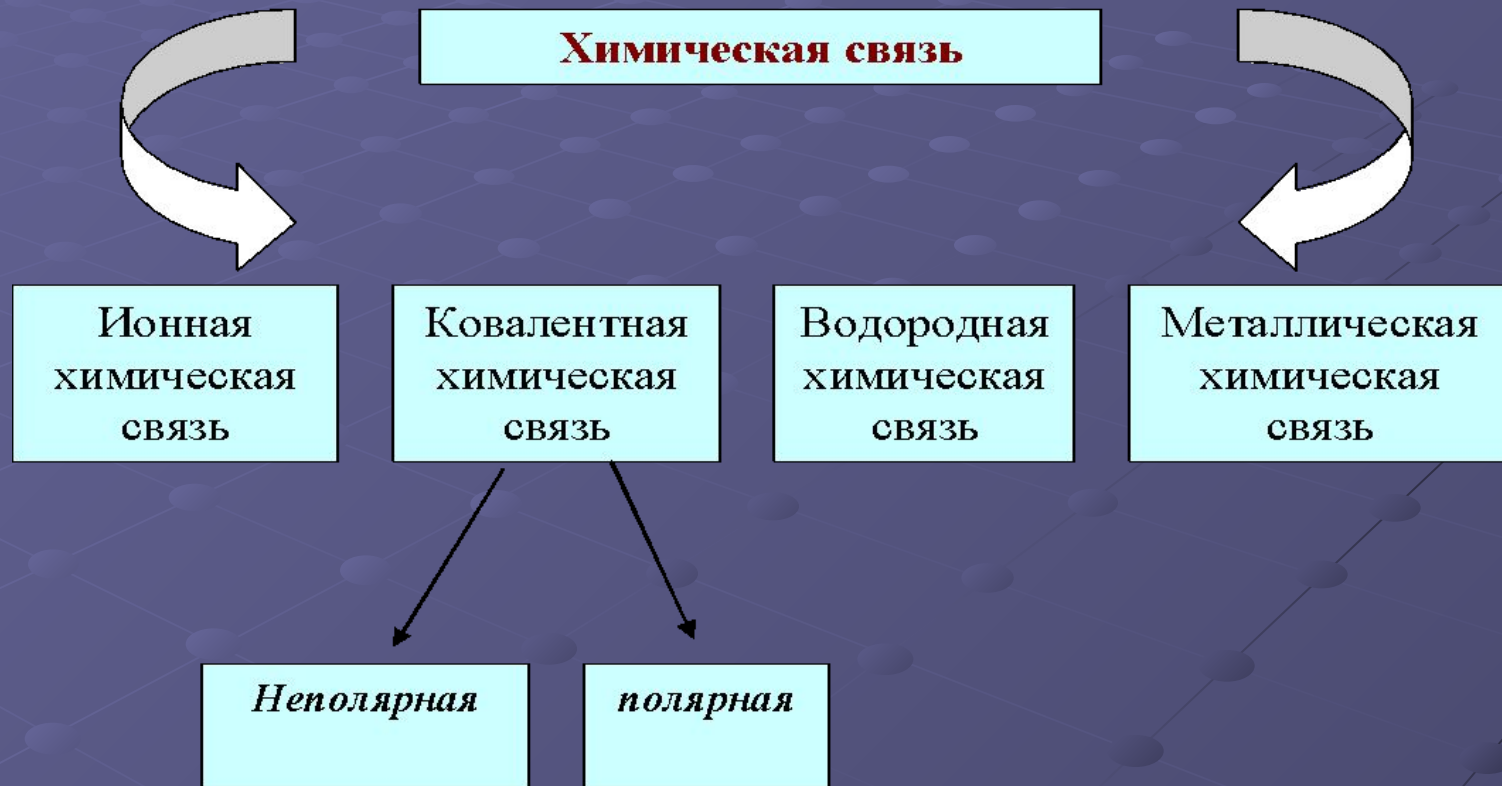 Химическая связь
Ионная
химическая
связь
Ковалентная
химическая
связь
Водородная
химическая
связь
Металлическая
химическая
связь
Неполярная
полярная